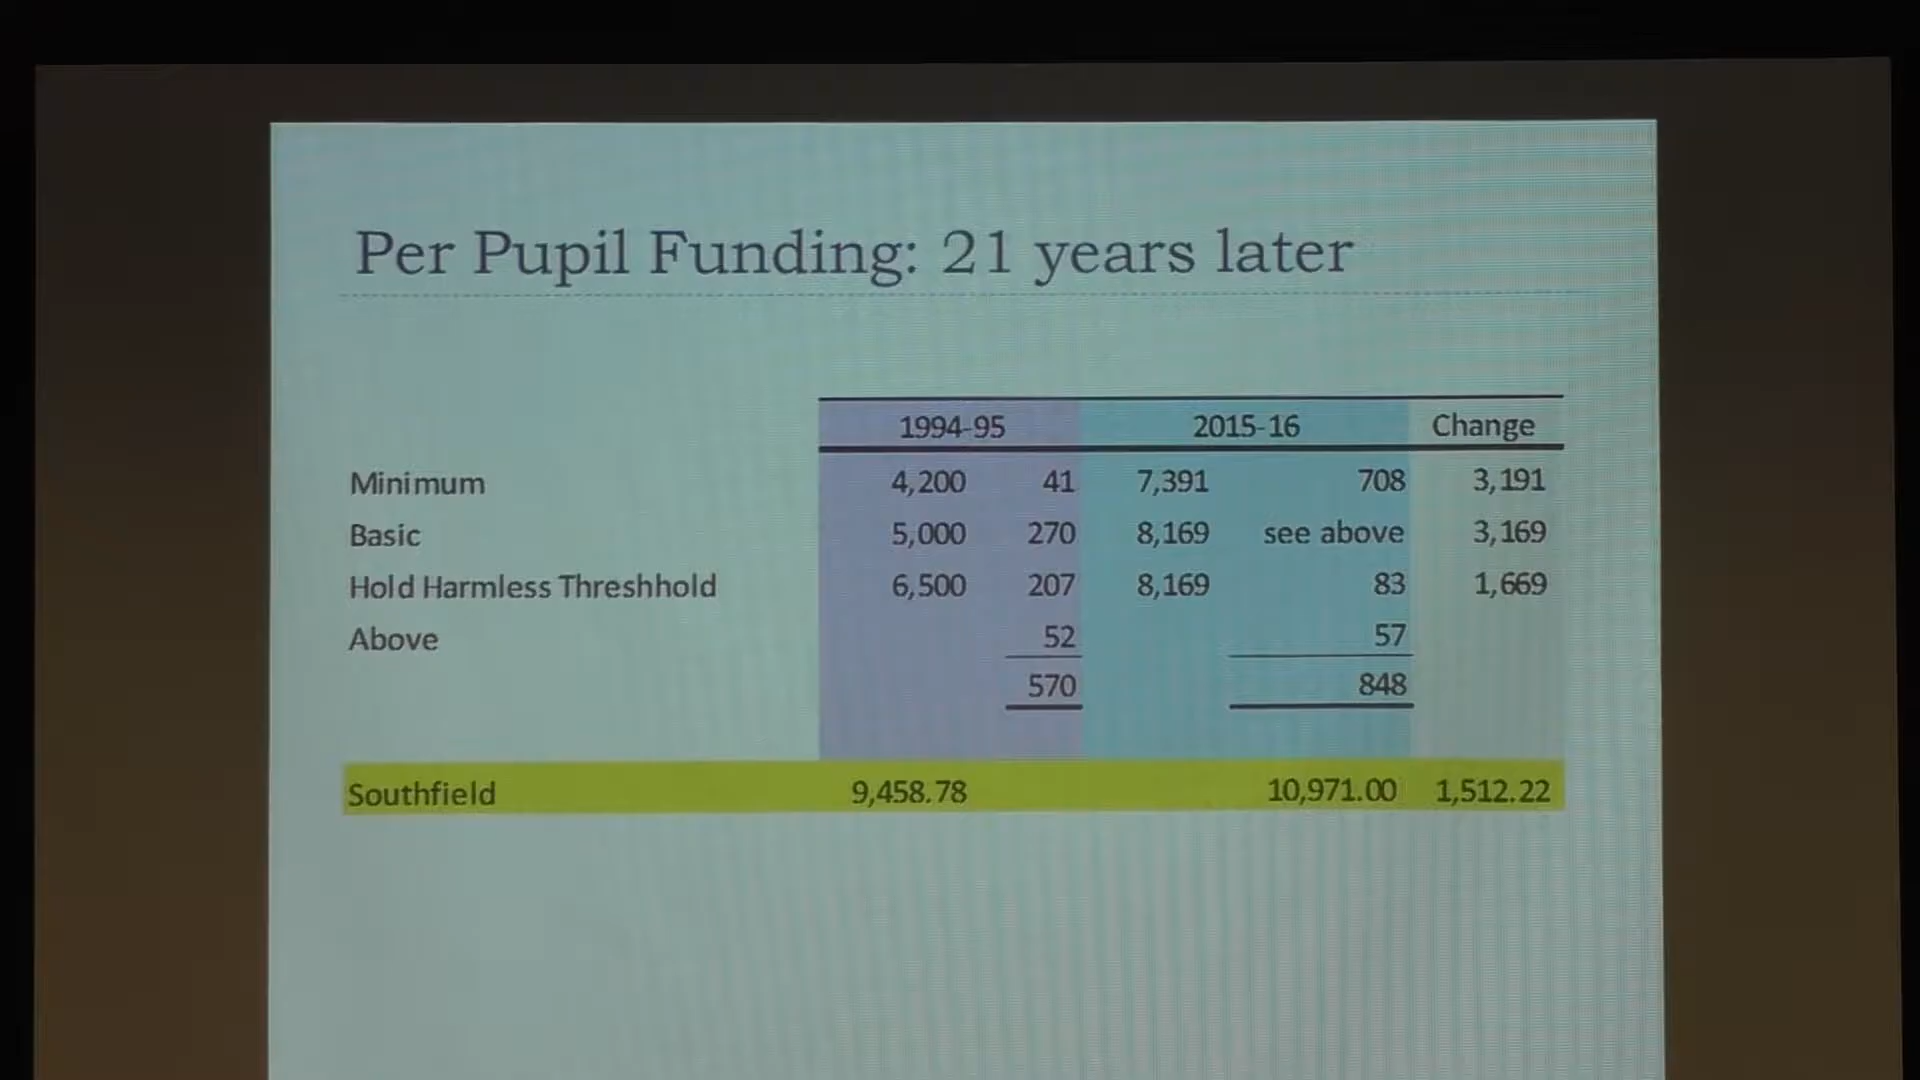 Per Pupil Funding: 21 years later
1994-95 2015-16 Change
Minimum 4,200 41 7,391 708 3,191
Basic 5,000 270 8,169 see above 3,169
Hold Harmless Threshhold 6,500 207 8,169 83 1,669
Above 52 57
570 848
Southfield 9,458.78 10,971.00 1,512.22